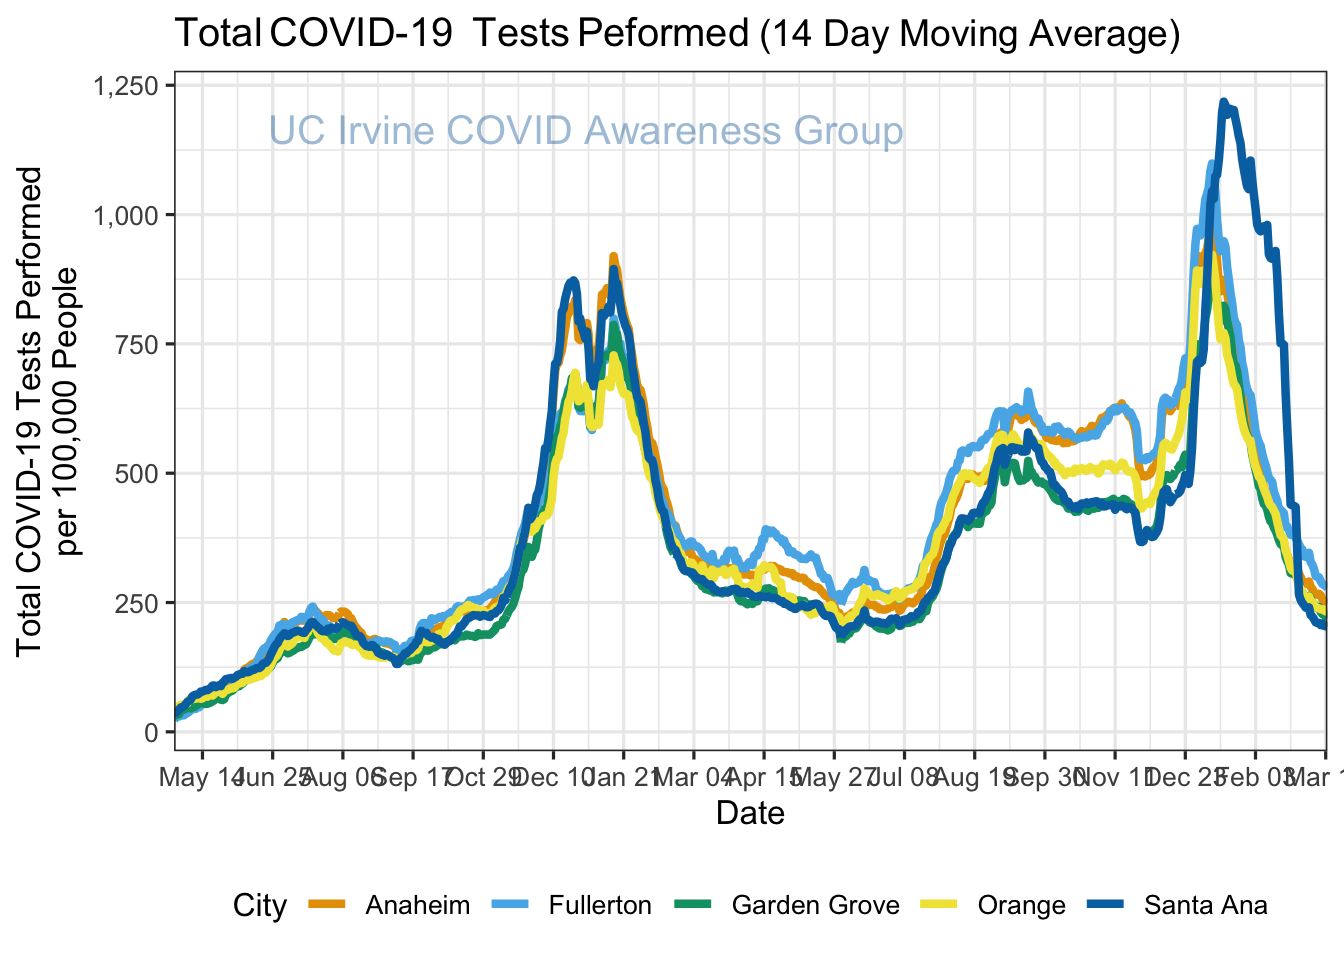 Total COVID-19 Tests Peformed (14 Day Moving Average)
UC Irvine COVID Awareness Group
Total COVID-19 Tests Performed
per 100,000 People
1,250
1,000
750
500
250
0
May 14 Jun 25 Aug 06 Sep 17 Oct 29 Dec 10 Jan 21 Mar 04 Apr 15 May 27 Jul 08 Aug 19 Sep 30 Nov 11 Dec 23 Feb 03 Mar 1
Date
City Anaheim Fullerton Garden Grove Orange Santa Ana